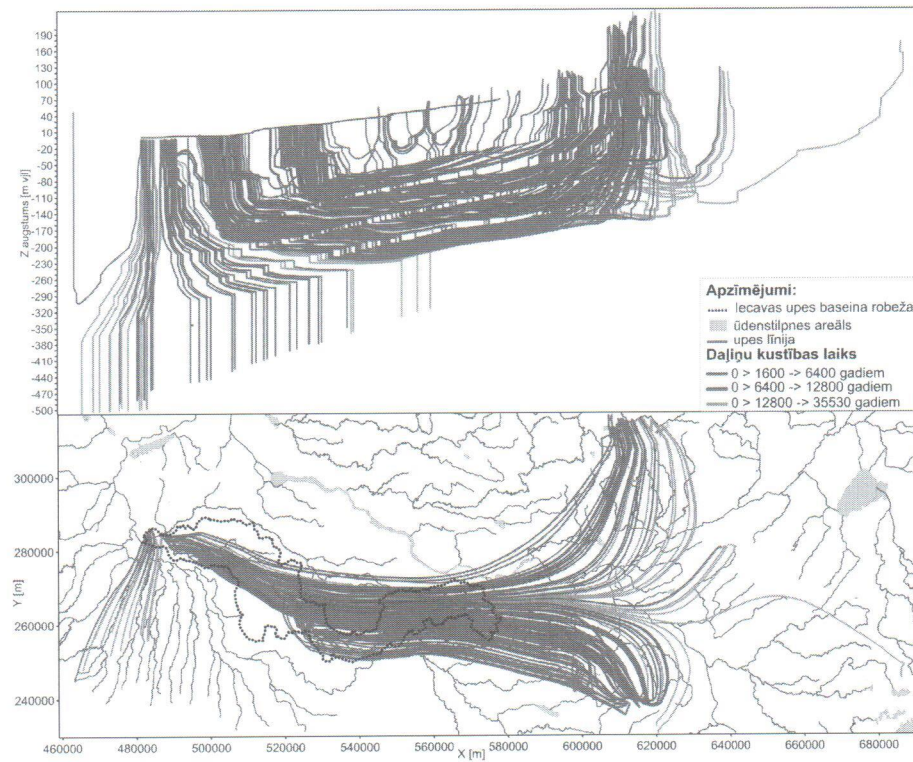 190
160
130
100
70
40
10
-20
-50
-80
-110
-140
-170
-200
-230
-260
-290
-320
-350
-380
-410
-440
-470
-500
Z augstums [m vjl]
Apzīmējumi:
Iecavas upes baseina robeža
ūdenstilpnes areāls
upes līnija
Daļiņu kustības laiks
0 > 1600 -> 6400 gadiem
0 > 6400 -> 12800 gadiem
0 > 12800 -> 35530 gadiem
300000
280000
260000
240000
Y [m]
460000 480000 500000 520000 540000 560000 580000 600000 620000 640000 660000 680000
X [m]